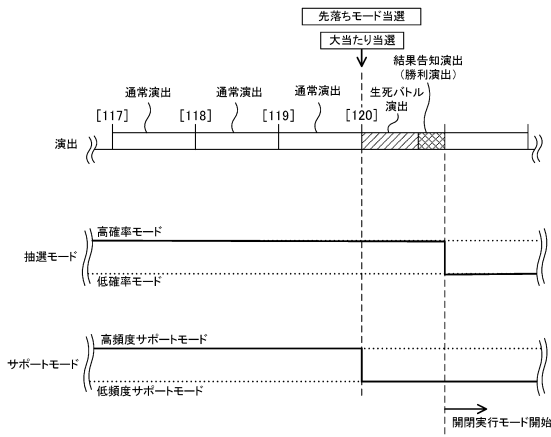 先落ちモード当選
大当たり当選
結果告知演出
（勝利演出）
通常演出
通常演出
通常演出
生死バトル
演出
[117]
[118]
[119]
[120]
演出
高確率モード
抽選モード
低確率モード
高頻度サポートモード
サポートモード
低頻度サポートモード
開閉実行モード開始